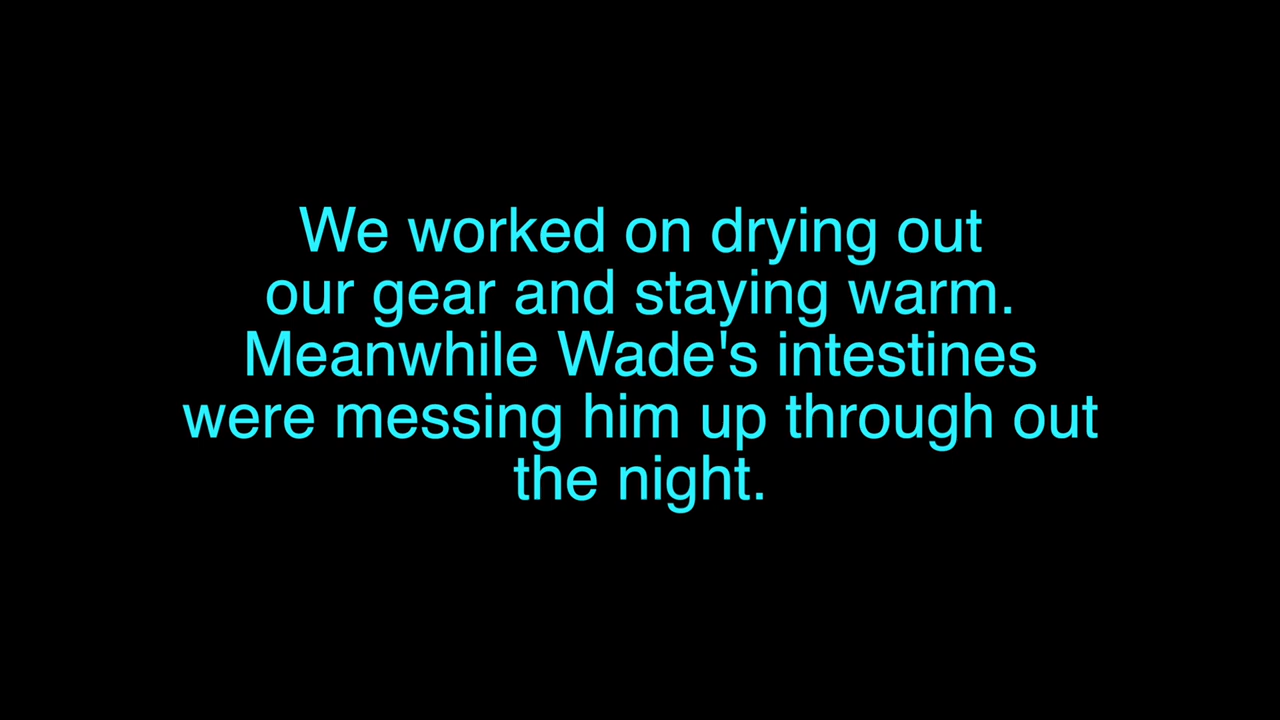 We worked on drying out
our gear and staying warm.
Meanwhile Wade's intestines
were messing him up through out
the night.